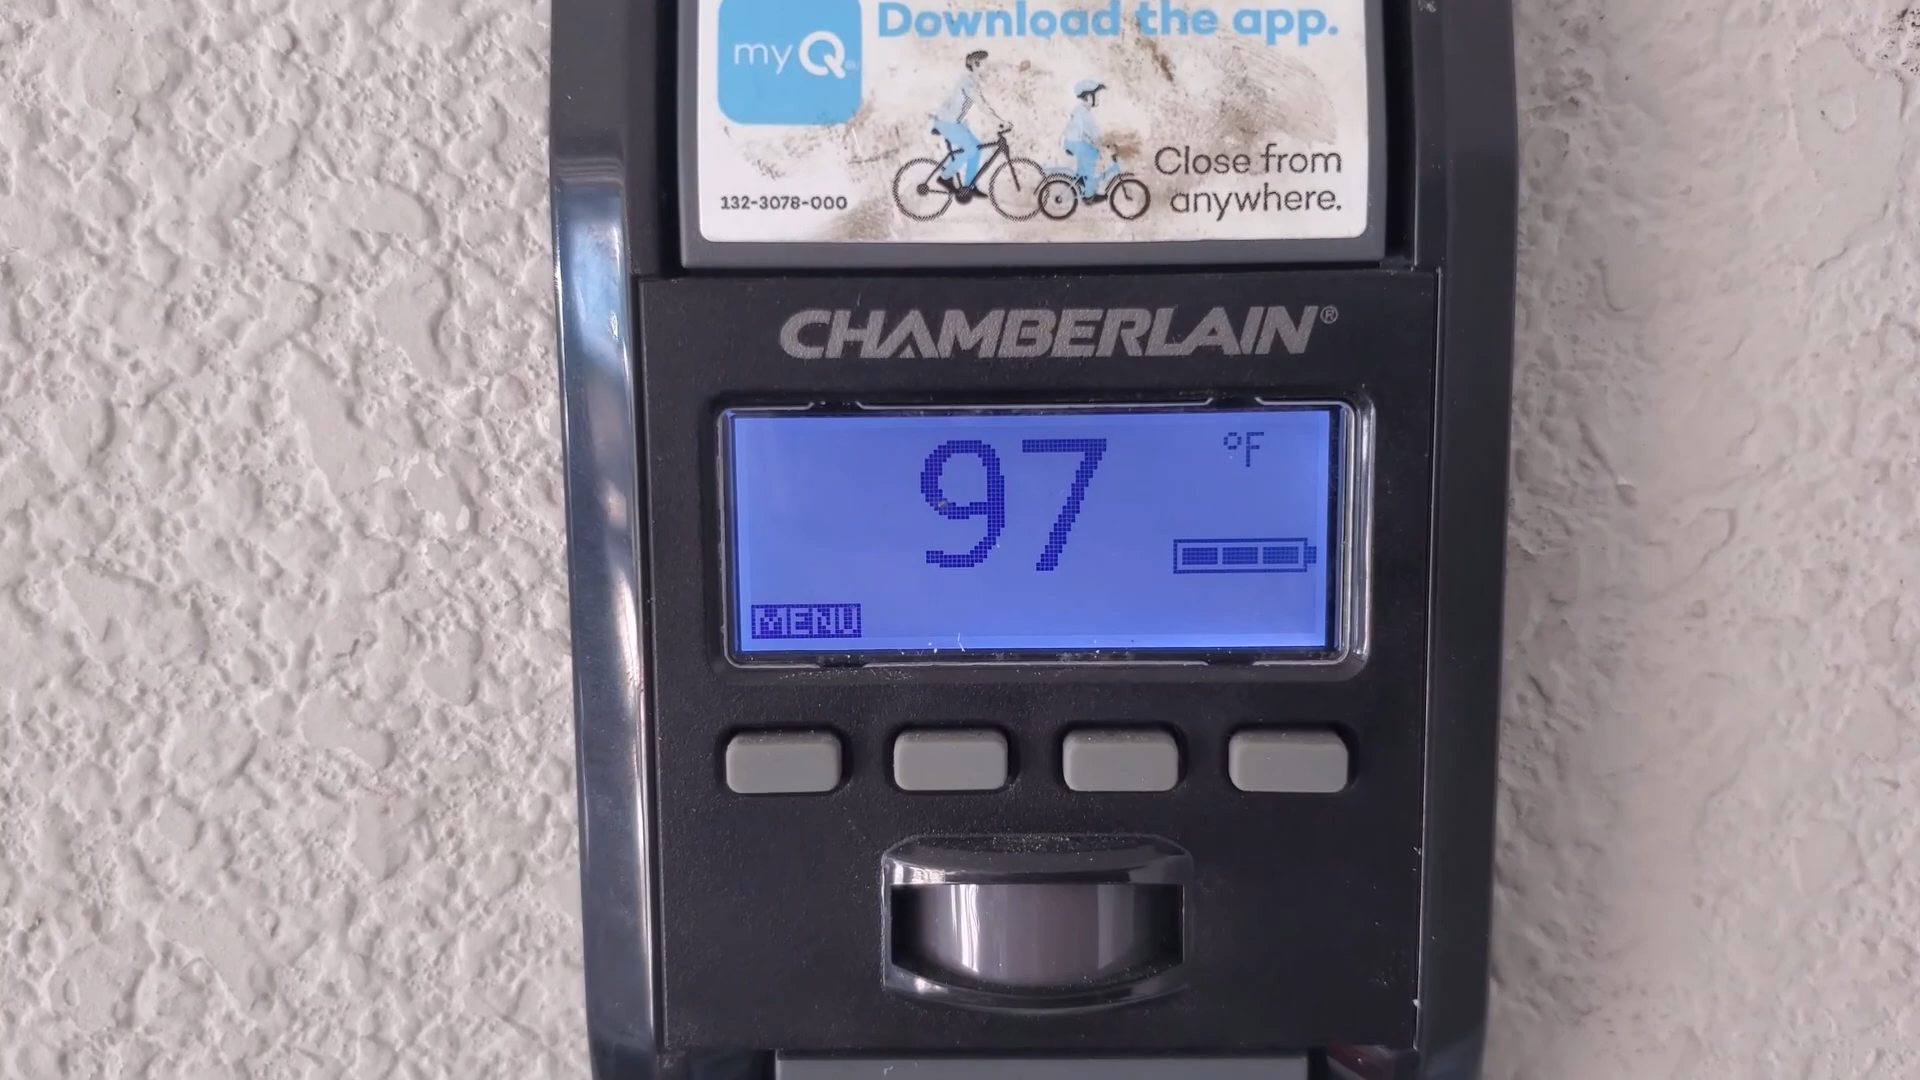 myQ
Download the app.
Close from
anywhere.
132-3078-000
CHAMBERLAIN®
97 °F
MENU